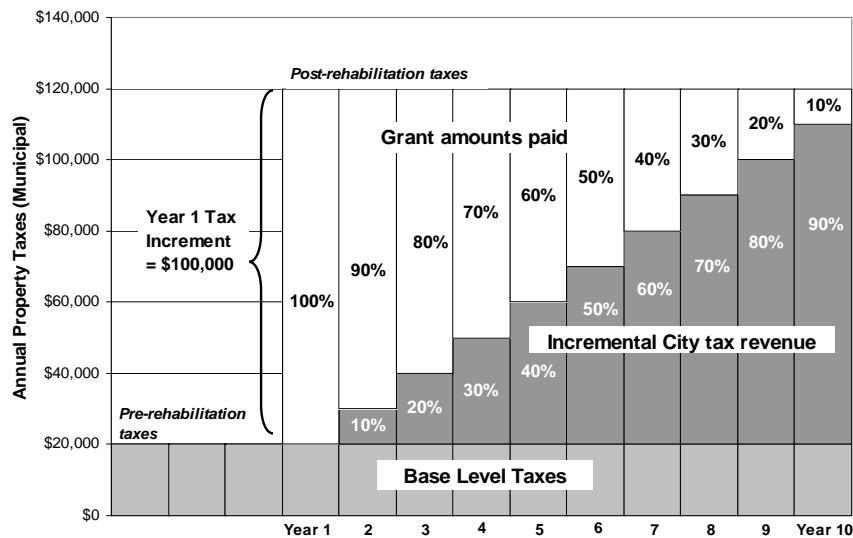 Annual Property Taxes (Municipal)
$140,000
$120,000
$100,000
$80,000
$60,000
$40,000
$20,000
$0
Post-rehabilitation taxes
Grant amounts paid
Year 1 Tax
Increment
= $100,000
Pre-rehabilitation
taxes
100%
90%
80%
70%
60%
50%
40%
30%
20%
10%
10%
20%
30%
40%
50%
60%
70%
80%
90%
Incremental City tax revenue
Base Level Taxes
Year 1 2 3 4 5 6 7 8 9 Year 10